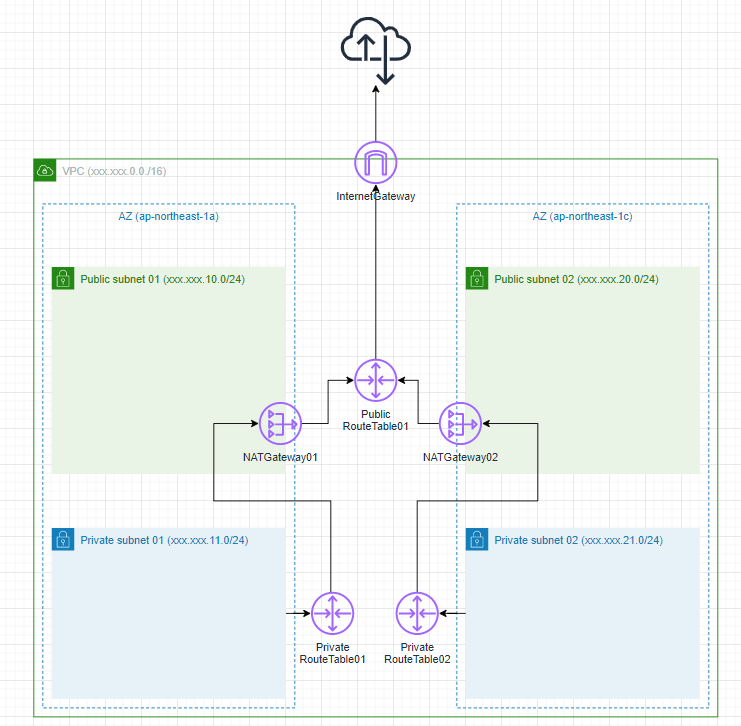 VPC (xxx.xxx.0.0./16)
InternetGateway
AZ (ap-northeast-1a)
AZ (ap-northeast-1c)
Public subnet 01 (xxx.xxx.10.0/24)
Public subnet 02 (xxx.xxx.20.0/24)
Public
RouteTable01
NATGateway01
NATGateway02
Private subnet 01 (xxx.xxx.11.0/24)
Private subnet 02 (xxx.xxx.21.0/24)
Private
RouteTable01
Private
RouteTable02